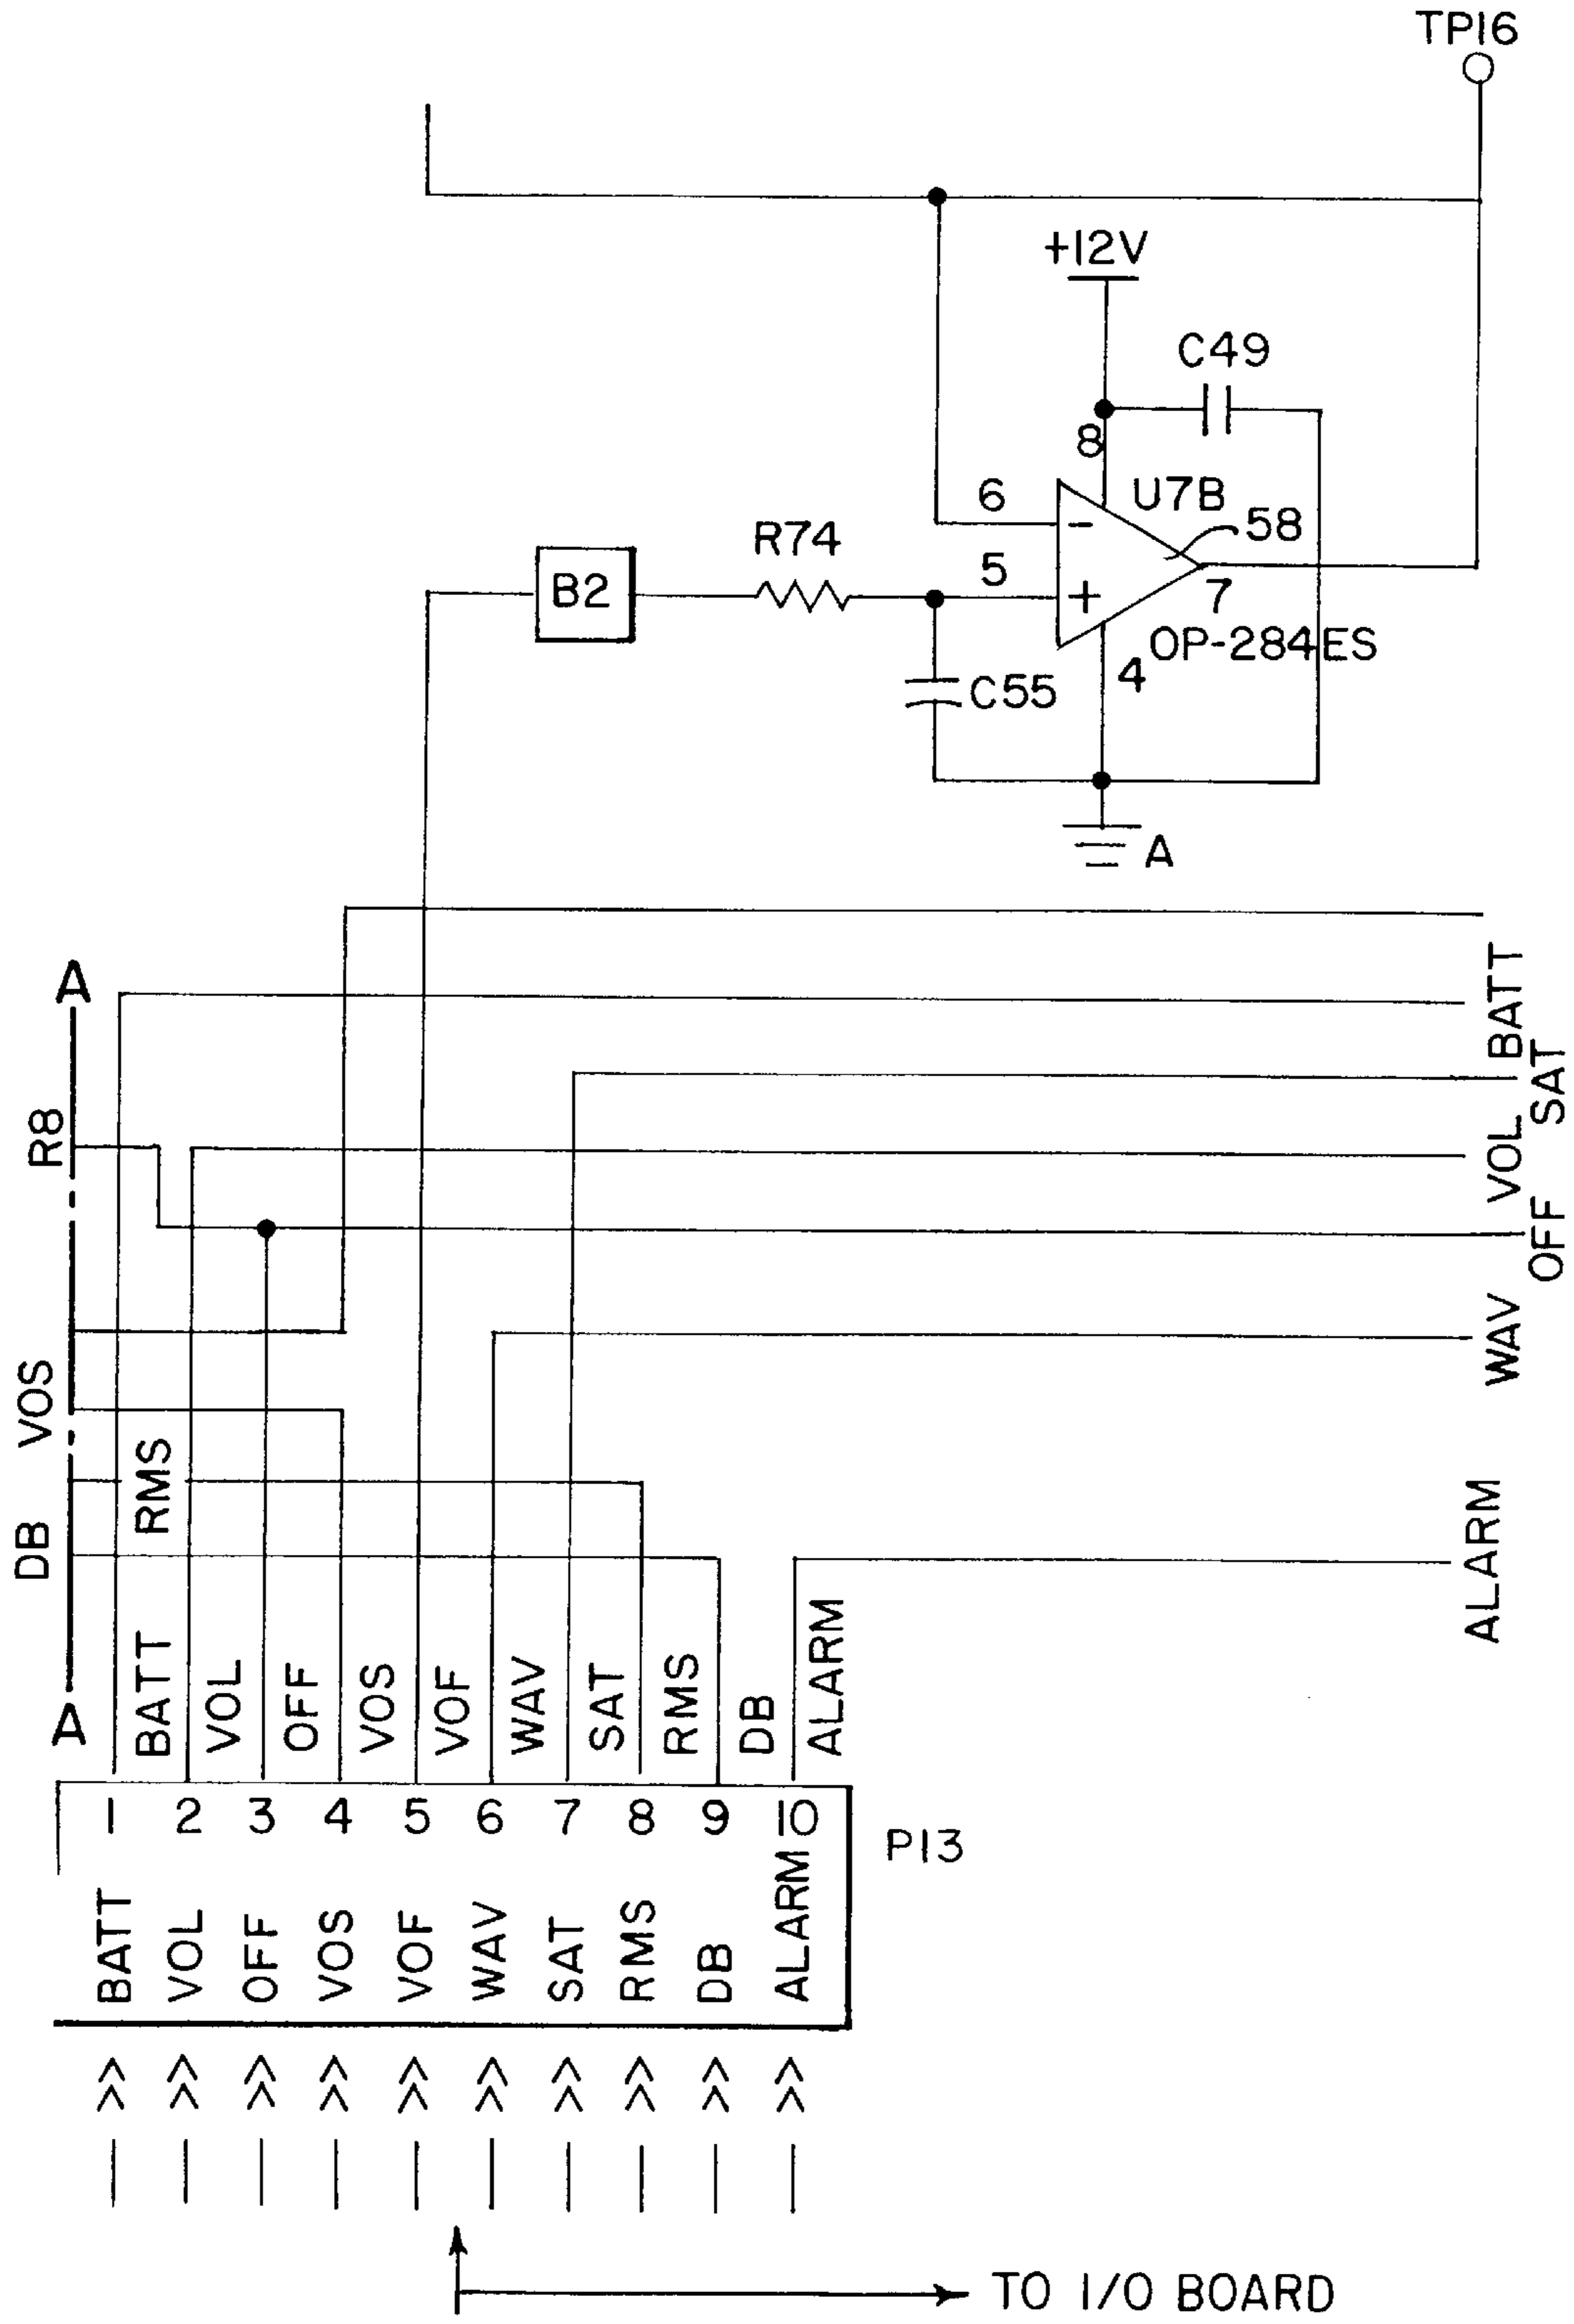 TP16
+12V
C49
8
6
U7B
58
R74
5
B2
7
OP-284ES
4
C55
A
A
BATT
SAT
R8
VOL
OFF
WAV
VOS
RMS
DB
ALARM
A
BATT
VOL
OFF
VOS
VOF
WAV
SAT
RMS
DB
ALARM
1 2 3 4 5 6 7 8 9 10
P13
BATT
VOL
OFF
VOS
VOF
WAV
SAT
RMS
DB
ALARM
TO I/O BOARD